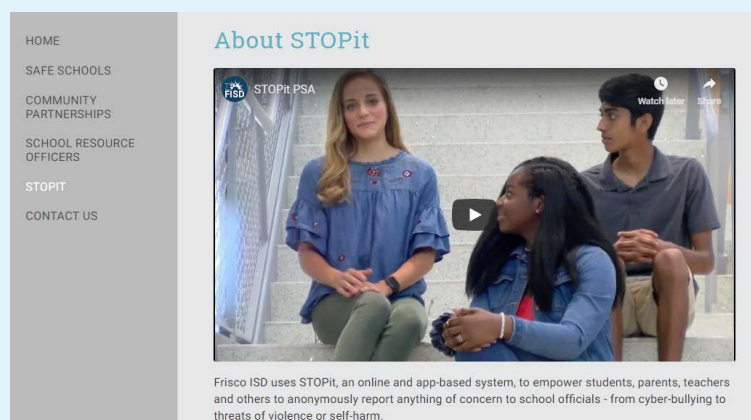 HOME
SAFE SCHOOLS
COMMUNITY
PARTNERSHIPS
SCHOOL RESOURCE
OFFICERS
STOPIT
CONTACT US
About STOPit
FISD
STOPit PSA
Watch later
Share
Frisco ISD uses STOPit, an online and app-based system, to empower students, parents, teachers
and others to anonymously report anything of concern to school officials - from cyber-bullying to
threats of violence or self-harm.